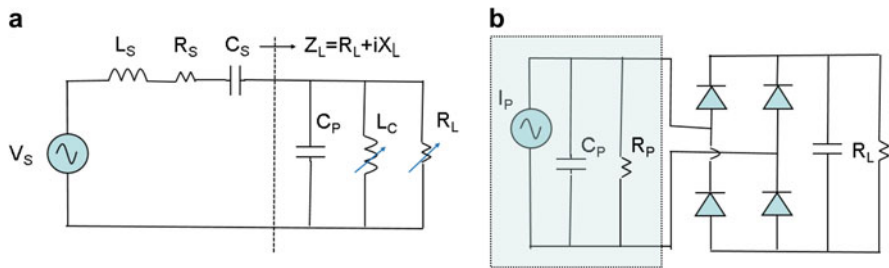 a
L_S R_S C_S Z_L=R_L+iX_L
V_S
C_P L_C R_L
b
I_P
C_P R_P
R_L